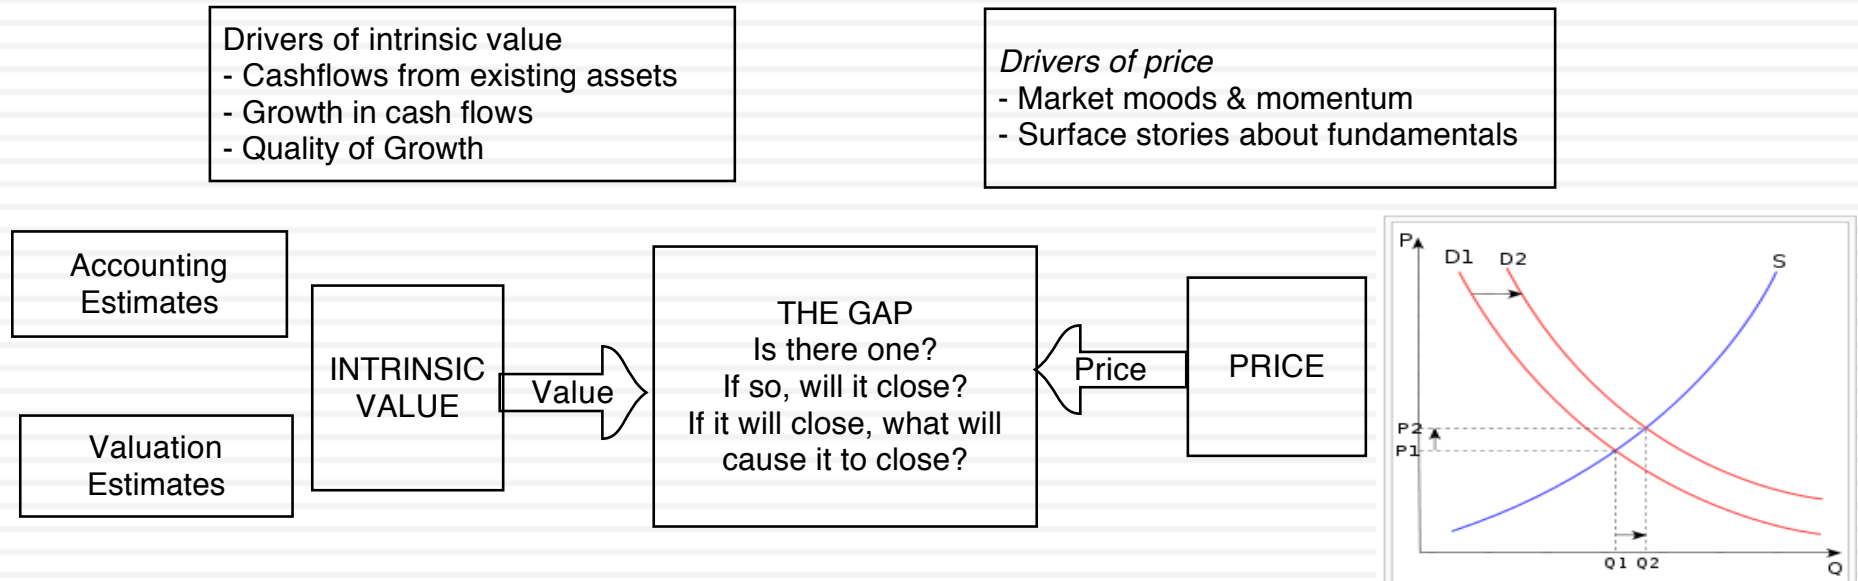 Drivers of intrinsic value
- Cashflows from existing assets
- Growth in cash flows
- Quality of Growth
Drivers of price
- Market moods & momentum
- Surface stories about fundamentals
Accounting
Estimates
Valuation
Estimates
INTRINSIC
VALUE
Value
THE GAP
Is there one?
If so, will it close?
If it will close, what will
cause it to close?
Price
PRICE
P
D1
D2
S
P2
P1
Q1
Q2
Q